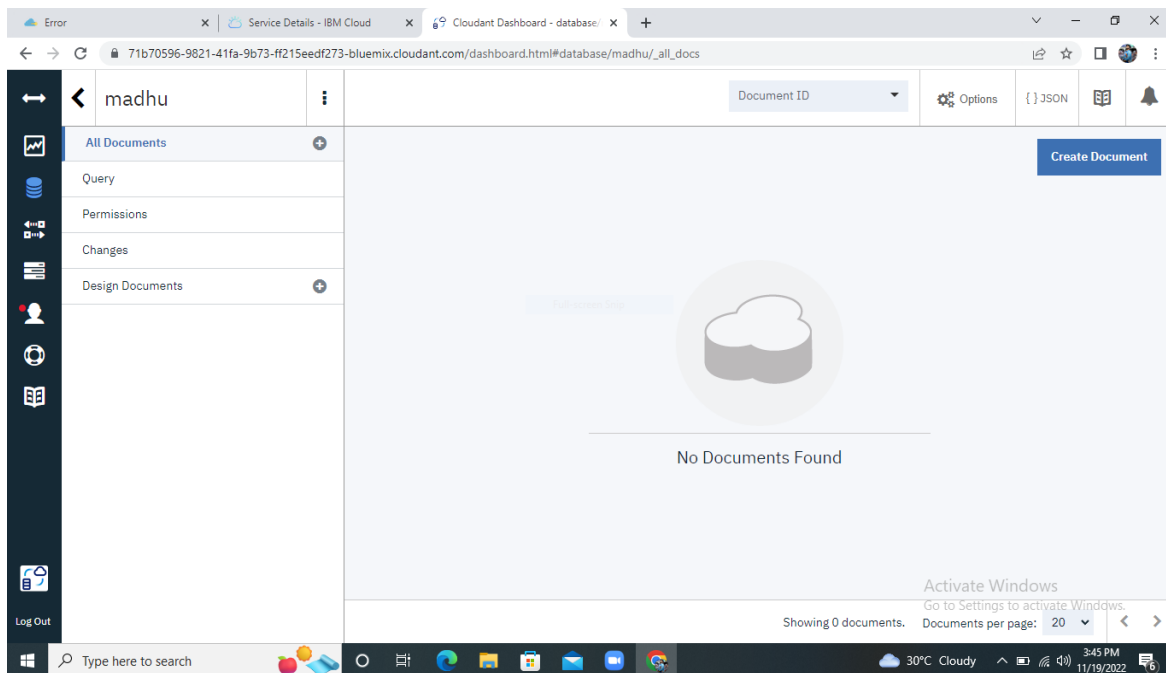 Error
Service Details - IBM Cloud
Cloudant Dashboard - database/
71b70596-9821-41fa-9b73-ff215eedf273-bluemix.cloudant.com/dashboard.html#database/madhu/_all_docs
madhu
Document ID
Options
{ } JSON
All Documents
Create Document
Query
Permissions
Changes
Design Documents
No Documents Found
Activate Windows
Go to Settings to activate Windows.
Log Out
Showing 0 documents.
Documents per page: 20
Type here to search
30°C Cloudy
3:45 PM
11/19/2022
6